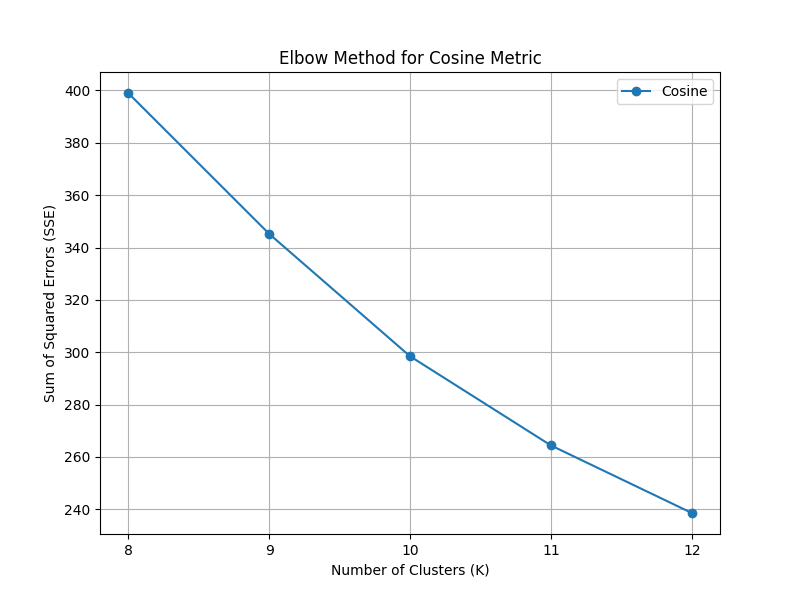 Elbow Method for Cosine Metric
Cosine
400
380
360
340
320
300
280
260
240
Sum of Squared Errors (SSE)
8 9 10 11 12
Number of Clusters (K)